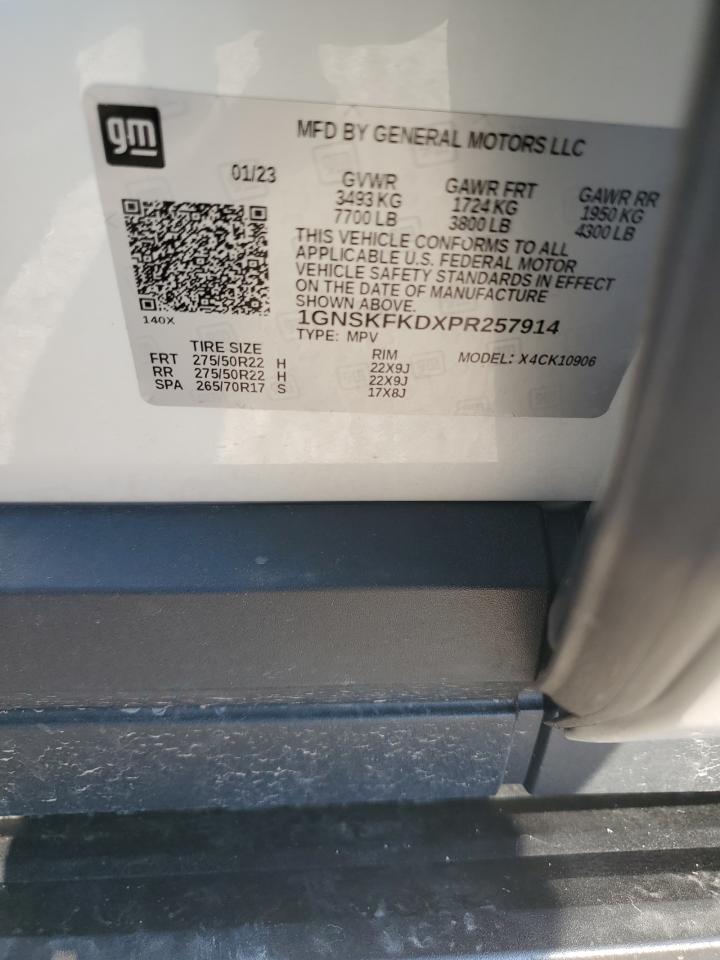 gm
MFD BY GENERAL MOTORS LLC
01/23
GVWR GAWR FRT GAWR RR
3493 KG 1724 KG 1950 KG
7700 LB 3800 LB 4300 LB
THIS VEHICLE CONFORMS TO ALL
APPLICABLE U.S. FEDERAL MOTOR
VEHICLE SAFETY STANDARDS IN EFFECT
ON THE DATE OF MANUFACTURE
SHOWN ABOVE.
140X
1GNSKFKDXPR257914
TYPE: MPV
TIRE SIZE RIM MODEL: X4CK10906
FRT 275/50R22 H 22X9J
RR 275/50R22 H 22X9J
SPA 265/70R17 S 17X8J